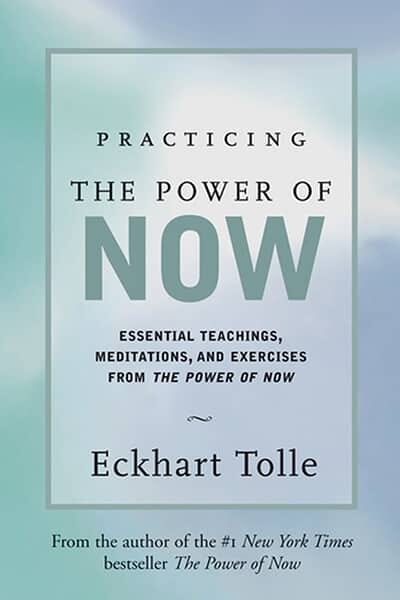 PRACTICING
THE POWER OF
NOW
ESSENTIAL TEACHINGS,
MEDITATIONS, AND EXERCISES
FROM THE POWER OF NOW
Eckhart Tolle
From the author of the #1 New York Times
bestseller The Power of Now